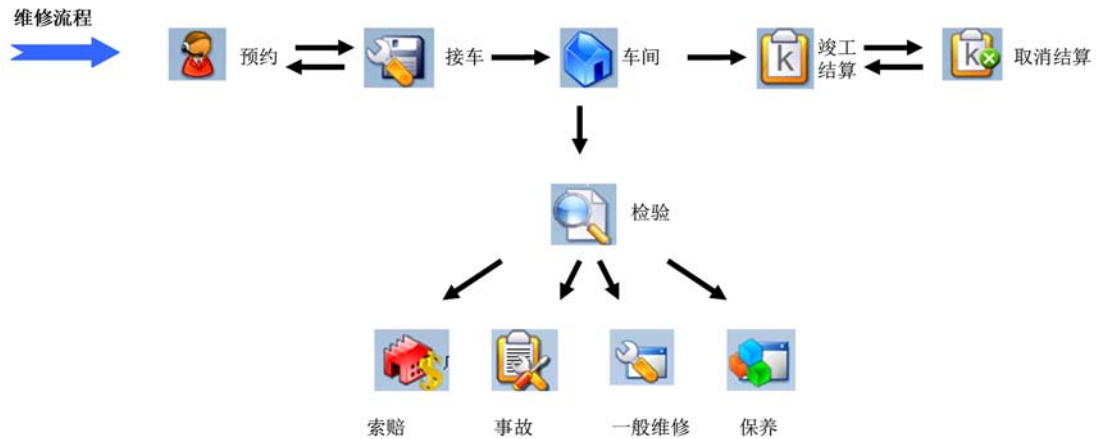 维修流程
预约
接车
车间
竣工
结算
取消结算
检验
索赔
事故
一般维修
保养